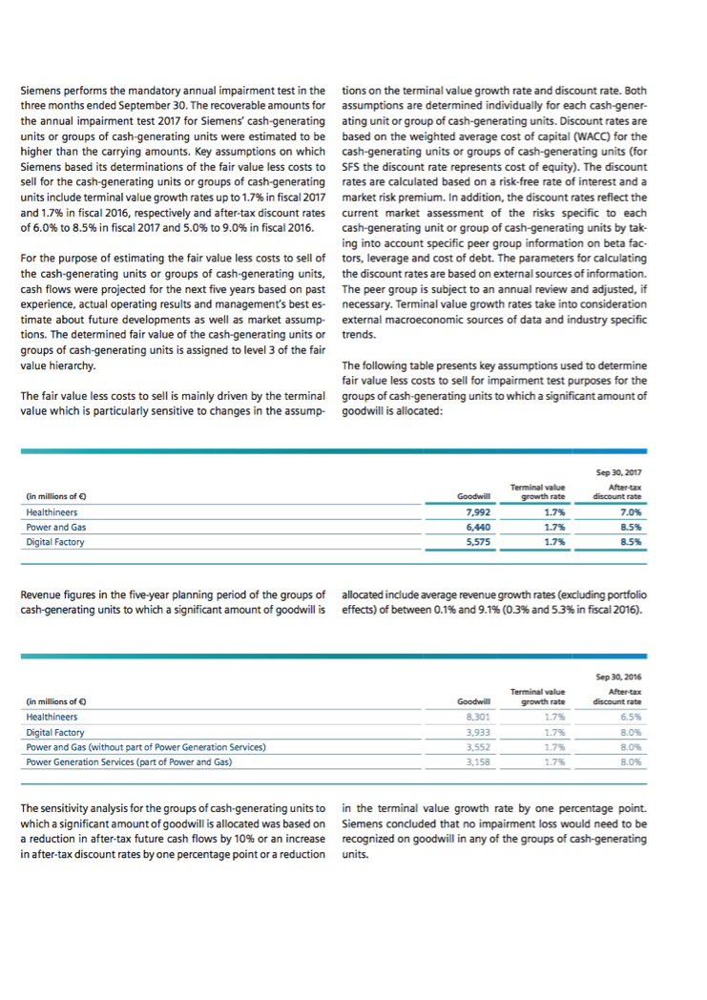 Siemens performs the mandatory annual impairment test in the
three months ended September 30. The recoverable amounts for
the annual impairment test 2017 for Siemens' cash-generating
units or groups of cash-generating units were estimated to be
higher than the carrying amounts. Key assumptions on which
Siemens based its determinations of the fair value less costs to
sell for the cash-generating units or groups of cash-generating
units include terminal value growth rates up to 1.7% in fiscal 2017
and 1.7% in fiscal 2016, respectively and after-tax discount rates
of 6.0% to 8.5% in fiscal 2017 and 5.0% to 9.0% in fiscal 2016.
For the purpose of estimating the fair value less costs to sell of
the cash-generating units or groups of cash-generating units,
cash flows were projected for the next five years based on past
experience, actual operating results and management's best es-
timate about future developments as well as market assump-
tions. The determined fair value of the cash-generating units or
groups of cash-generating units is assigned to level 3 of the fair
value hierarchy.
The fair value less costs to sell is mainly driven by the terminal
value which is particularly sensitive to changes in the assump-
tions on the terminal value growth rate and discount rate. Both
assumptions are determined individually for each cash-gener-
ating unit or group of cash-generating units. Discount rates are
based on the weighted average cost of capital (WACC) for the
cash-generating units or groups of cash-generating units (for
SFS the discount rate represents cost of equity). The discount
rates are calculated based on a risk-free rate of interest and a
market risk premium. In addition, the discount rates reflect the
current market assessment of the risks specific to each
cash-generating unit or group of cash-generating units by tak-
ing into account specific peer group information on beta fac-
tors, leverage and cost of debt. The parameters for calculating
the discount rates are based on external sources of information.
The peer group is subject to an annual review and adjusted, if
necessary. Terminal value growth rates take into consideration
external macroeconomic sources of data and industry specific
trends.
The following table presents key assumptions used to determine
fair value less costs to sell for impairment test purposes for the
groups of cash-generating units to which a significant amount of
goodwill is allocated:
Sep 30, 2017
(in millions of €) Goodwill Terminal value growth rate After-tax discount rate
Healthineers 7,992 1.7% 7.0%
Power and Gas 6,440 1.7% 8.5%
Digital Factory 5,575 1.7% 8.5%
Revenue figures in the five-year planning period of the groups of
cash-generating units to which a significant amount of goodwill is
allocated include average revenue growth rates (excluding portfolio
effects) of between 0.1% and 9.1% (0.3% and 5.3% in fiscal 2016).
Sep 30, 2016
(in millions of €) Goodwill Terminal value growth rate After-tax discount rate
Healthineers 8,301 1.7% 6.5%
Digital Factory 3,933 1.7% 8.0%
Power and Gas (without part of Power Generation Services) 3,552 1.7% 8.0%
Power Generation Services (part of Power and Gas) 3,158 1.7% 8.0%
The sensitivity analysis for the groups of cash-generating units to
which a significant amount of goodwill is allocated was based on
a reduction in after-tax future cash flows by 10% or an increase
in after-tax discount rates by one percentage point or a reduction
in the terminal value growth rate by one percentage point.
Siemens concluded that no impairment loss would need to be
recognized on goodwill in any of the groups of cash-generating
units.